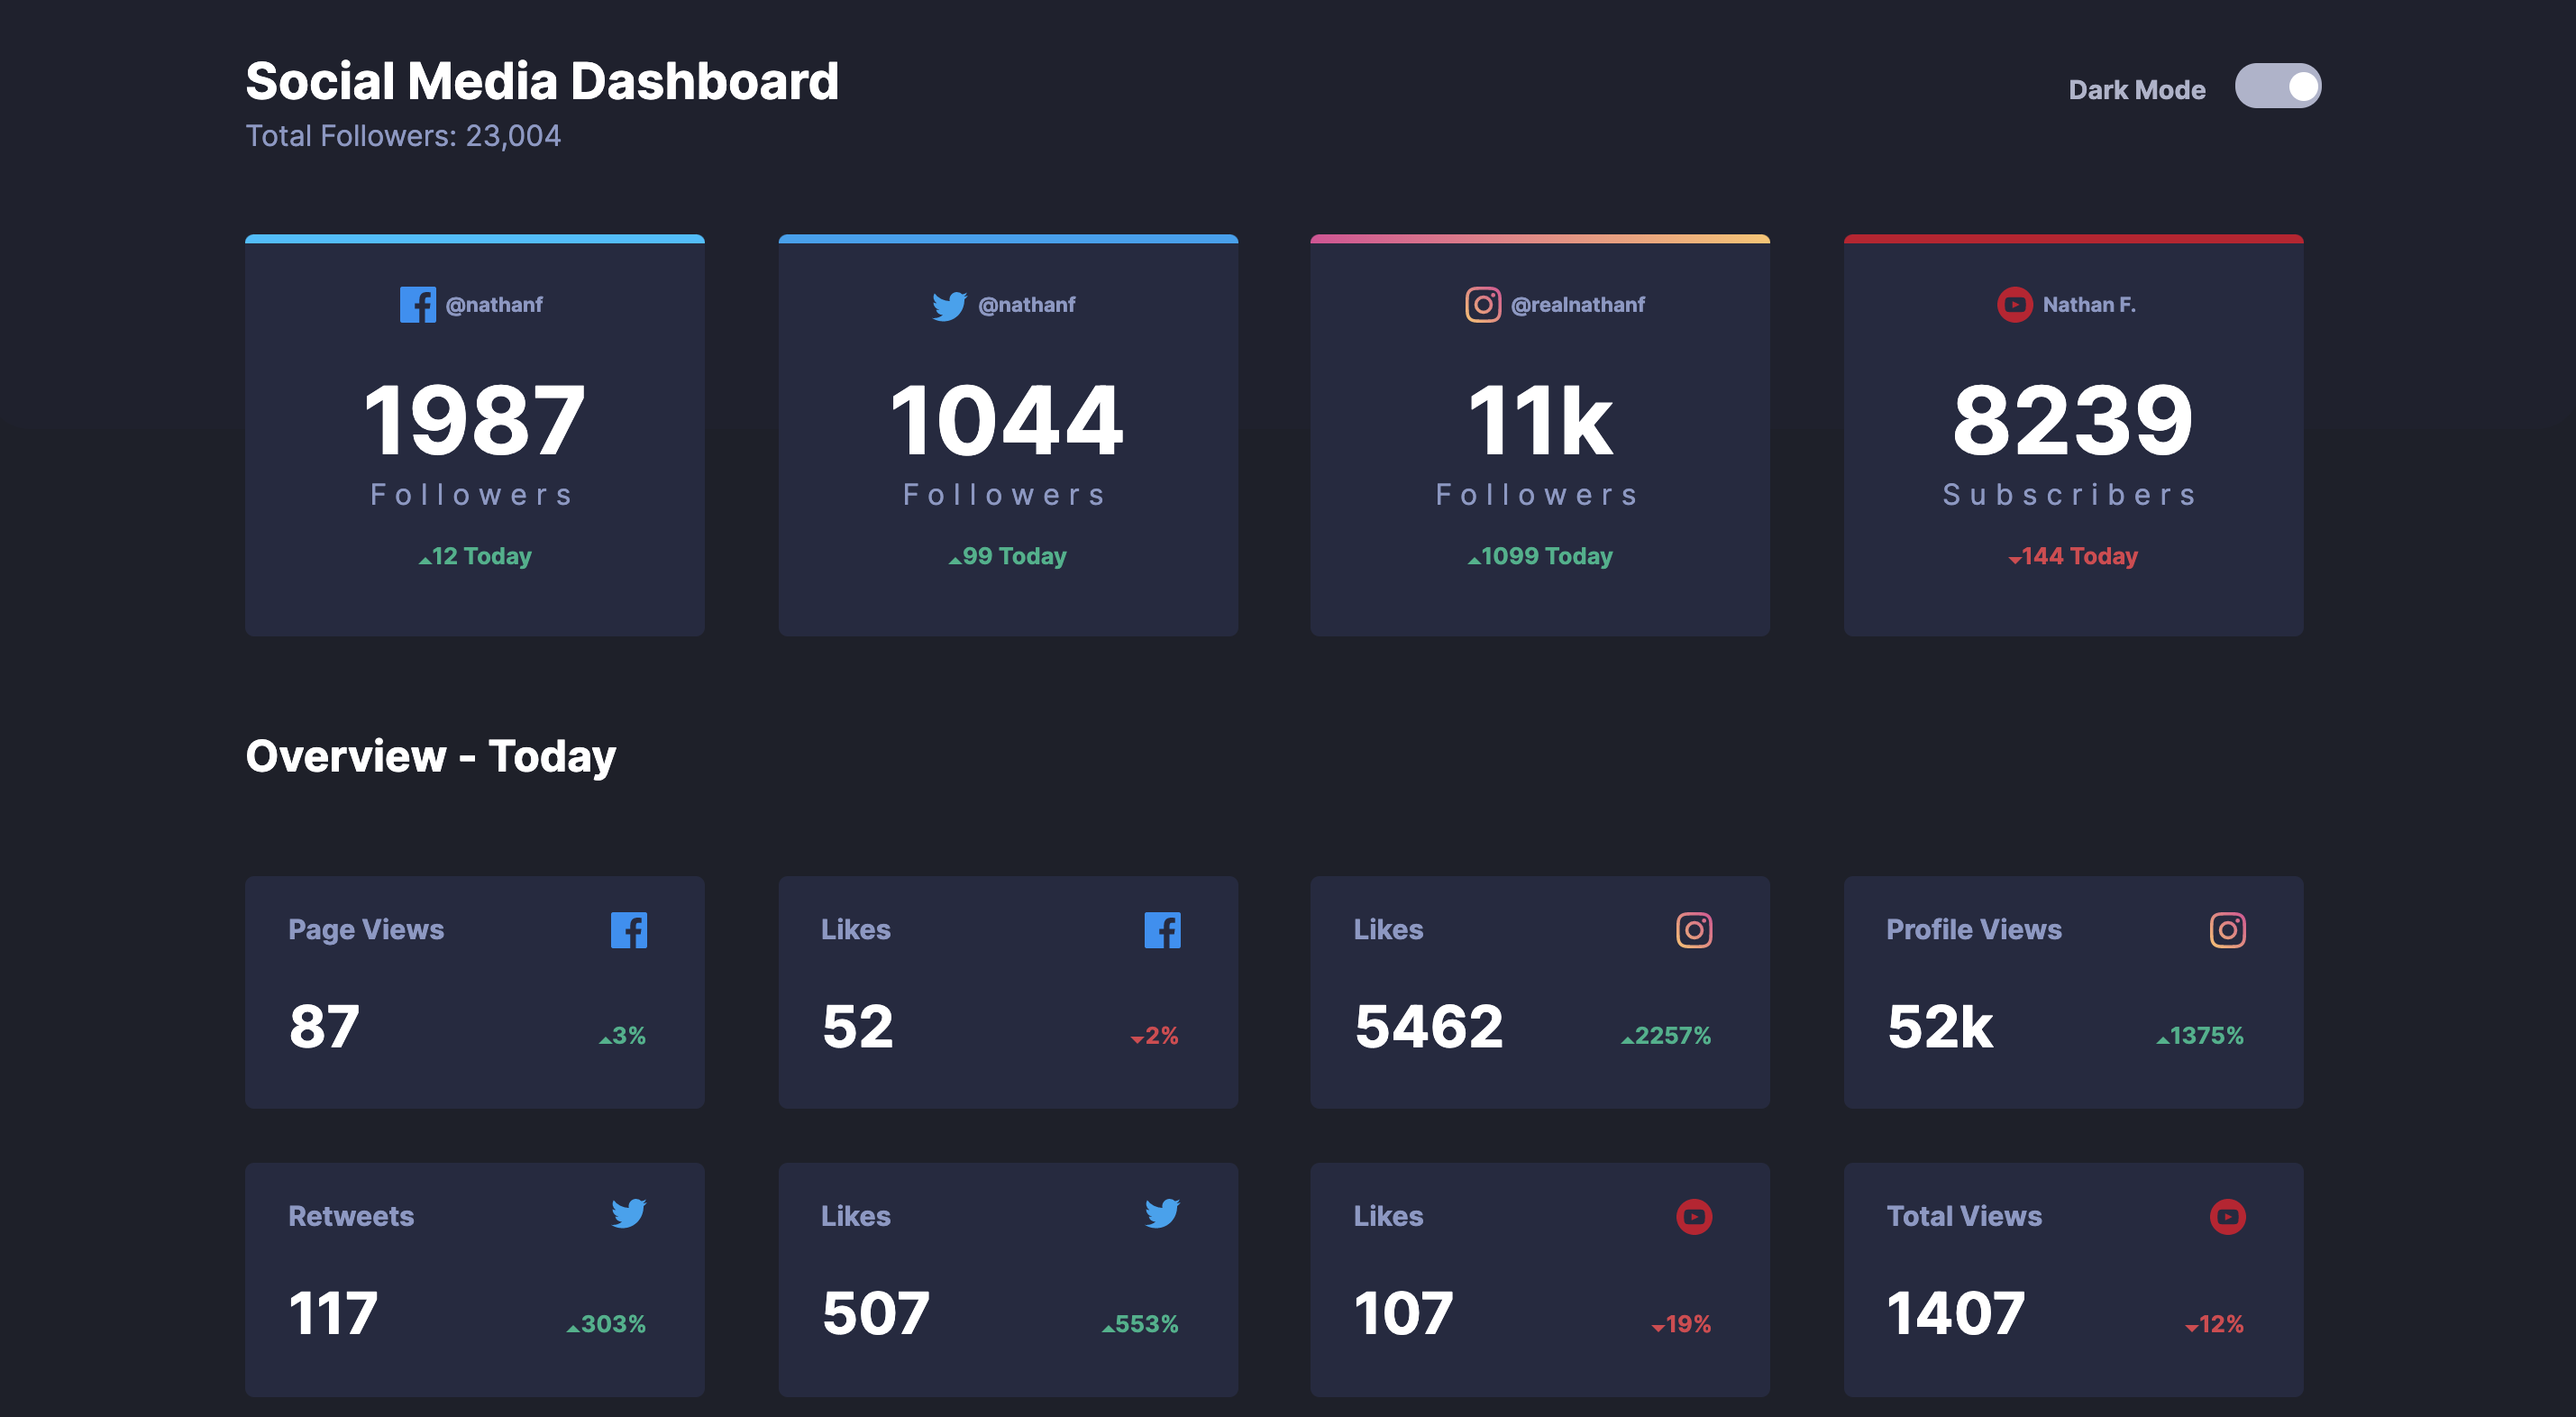 Social Media Dashboard
Total Followers: 23,004
Dark Mode
@nathanf
1987
Followers
12 Today
@nathanf
1044
Followers
99 Today
@realnathanf
11k
Followers
1099 Today
Nathan F.
8239
Subscribers
144 Today
Overview - Today
Page Views
87
3%
Likes
52
2%
Likes
5462
2257%
Profile Views
52k
1375%
Retweets
117
303%
Likes
507
553%
Likes
107
19%
Total Views
1407
12%